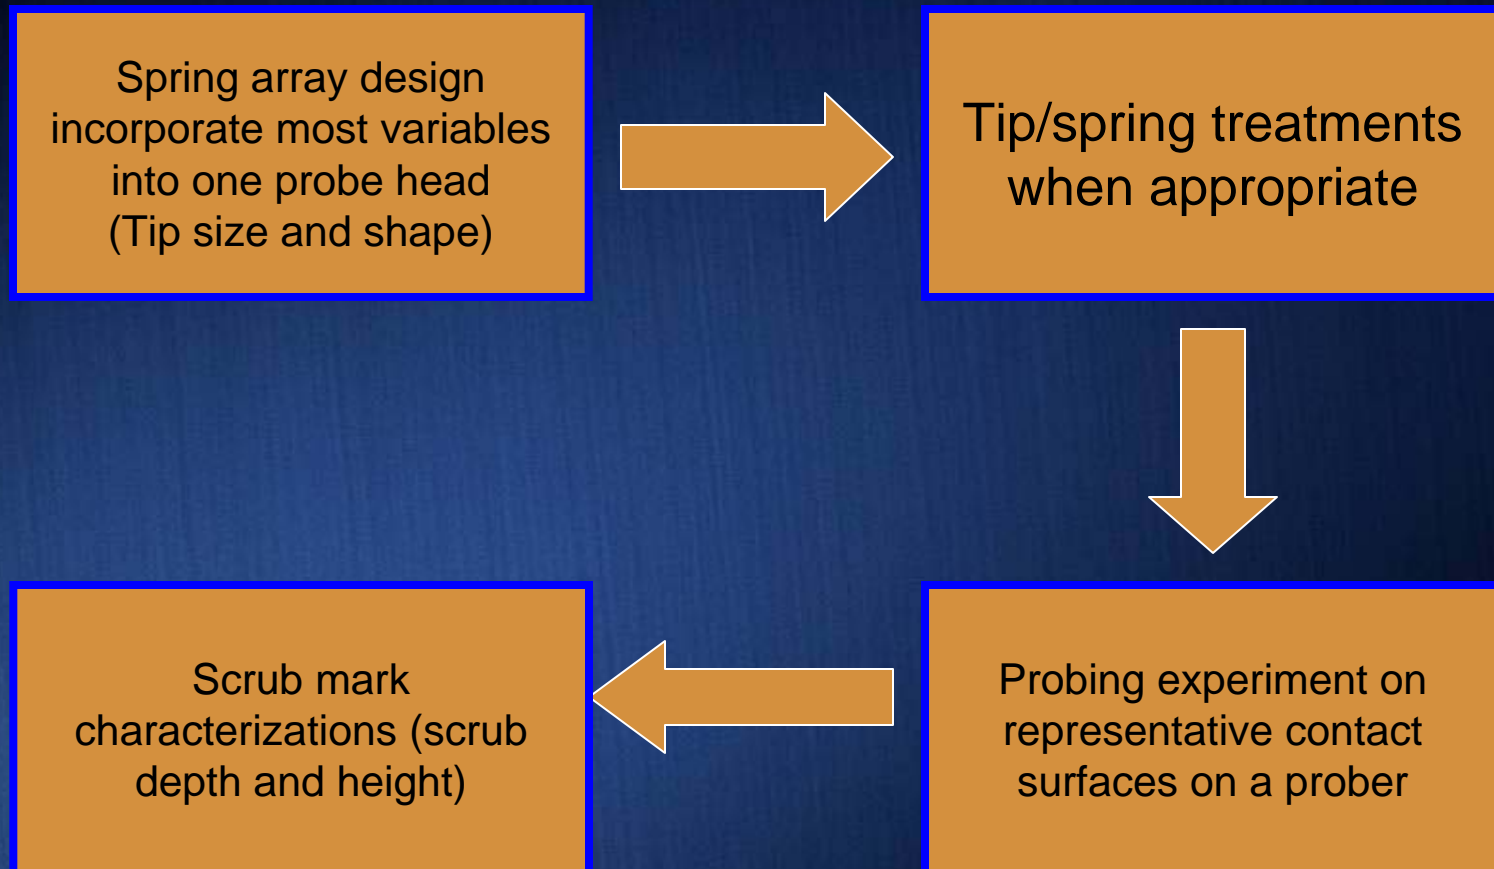 Spring array design
incorporate most variables
into one probe head
(Tip size and shape)
Tip/spring treatments
when appropriate
Probing experiment on
representative contact
surfaces on a prober
Scrub mark
characterizations (scrub
depth and height)